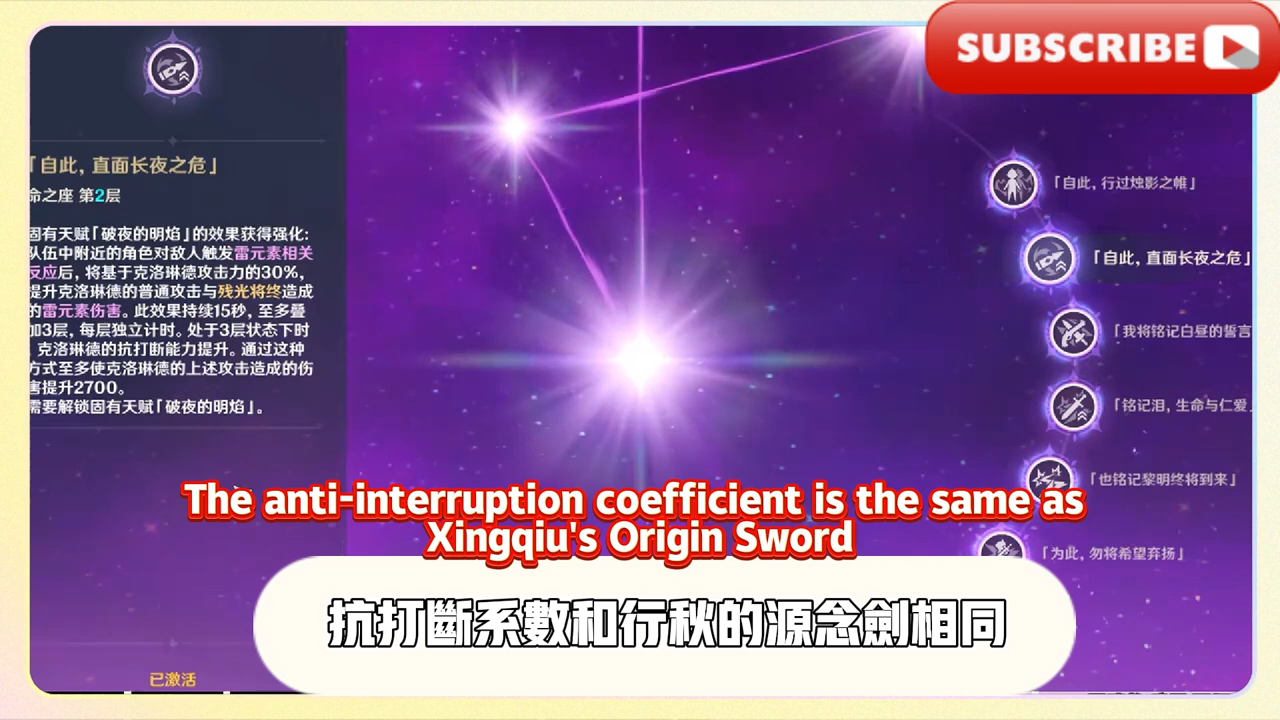 SUBSCRIBE
「自此，直面长夜之危」
命之座 第2层
固有天赋「破夜的明焰」的效果获得强化：
队伍中附近的角色对敌人触发雷元素相关
反应后，将基于克洛琳德攻击力的30%，
提升克洛琳德的普通攻击与残光将终造成
的雷元素伤害。此效果持续15秒，至多叠
加3层，每层独立计时。处于3层状态下时
，克洛琳德的抗打断能力提升。通过这种
方式至多使克洛琳德的上述攻击造成的伤
害提升2700。
需要解锁固有天赋「破夜的明焰」。
「自此，行过烛影之帷」
「自此，直面长夜之危」
「我将铭记白昼的誓言
「铭记泪，生命与仁爱
「也铭记黎明终将到来」
「为此，勿将希望弃扬」
The anti-interruption coefficient is the same as
Xingqiu's Origin Sword
抗打斷系數和行秋的源念劍相同
已激活